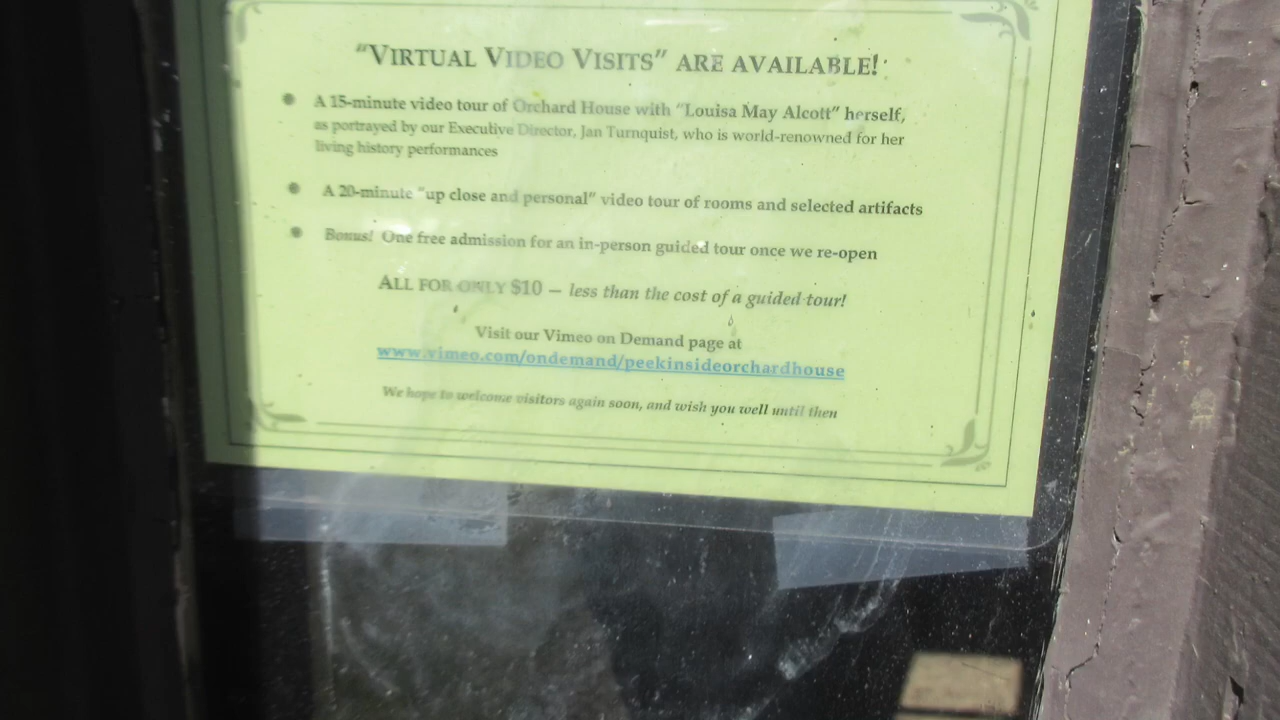 "VIRTUAL VIDEO VISITS" ARE AVAILABLE!
A 15-minute video tour of Orchard House with "Louisa May Alcott" herself,
as portrayed by our Executive Director, Jan Turnquist, who is world-renowned for her
living history performances
A 20-minute "up close and personal" video tour of rooms and selected artifacts
Bonus! One free admission for an in-person guided tour once we re-open
ALL FOR ONLY $10 – less than the cost of a guided tour!
Visit our Vimeo on Demand page at
www.vimeo.com/ondemand/peekinsideorchardhouse
We hope to welcome visitors again soon, and wish you well until then